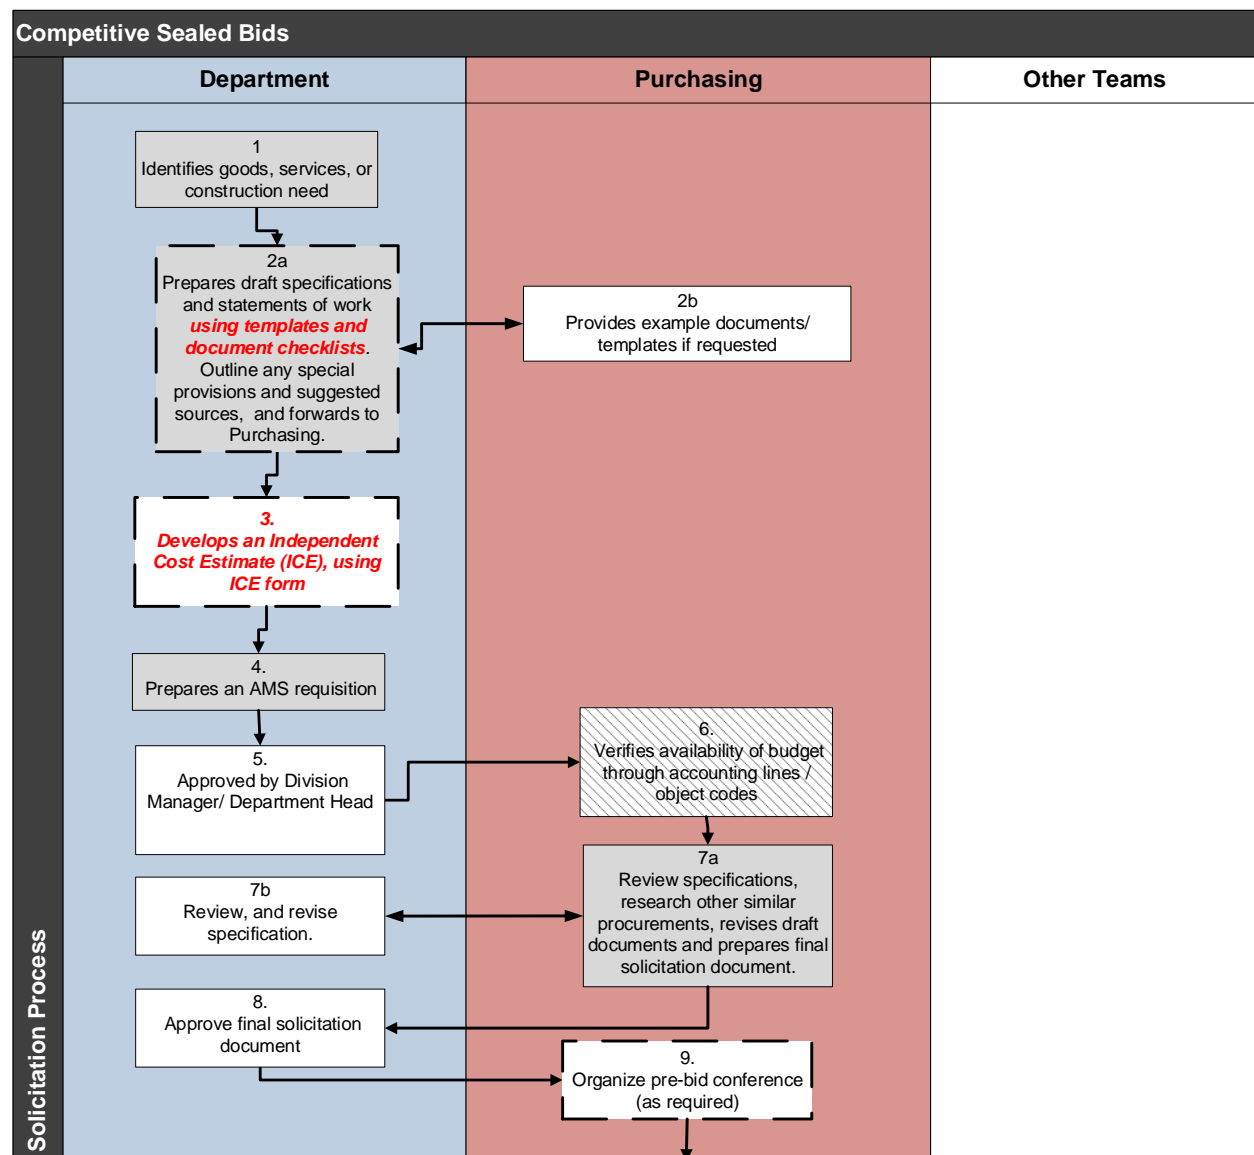 Competitive Sealed Bids
Department
Purchasing
Other Teams
Solicitation Process
1
Identifies goods, services, or
construction need
2a
Prepares draft specifications
and statements of work
using templates and
document checklists.
Outline any special
provisions and suggested
sources, and forwards to
Purchasing.
2b
Provides example documents/
templates if requested
3.
Develops an Independent
Cost Estimate (ICE), using
ICE form
4.
Prepares an AMS requisition
5.
Approved by Division
Manager/ Department Head
6.
Verifies availability of budget
through accounting lines /
object codes
7a
Review specifications,
research other similar
procurements, revises draft
documents and prepares final
solicitation document.
7b
Review, and revise
specification.
8.
Approve final solicitation
document
9.
Organize pre-bid conference
(as required)